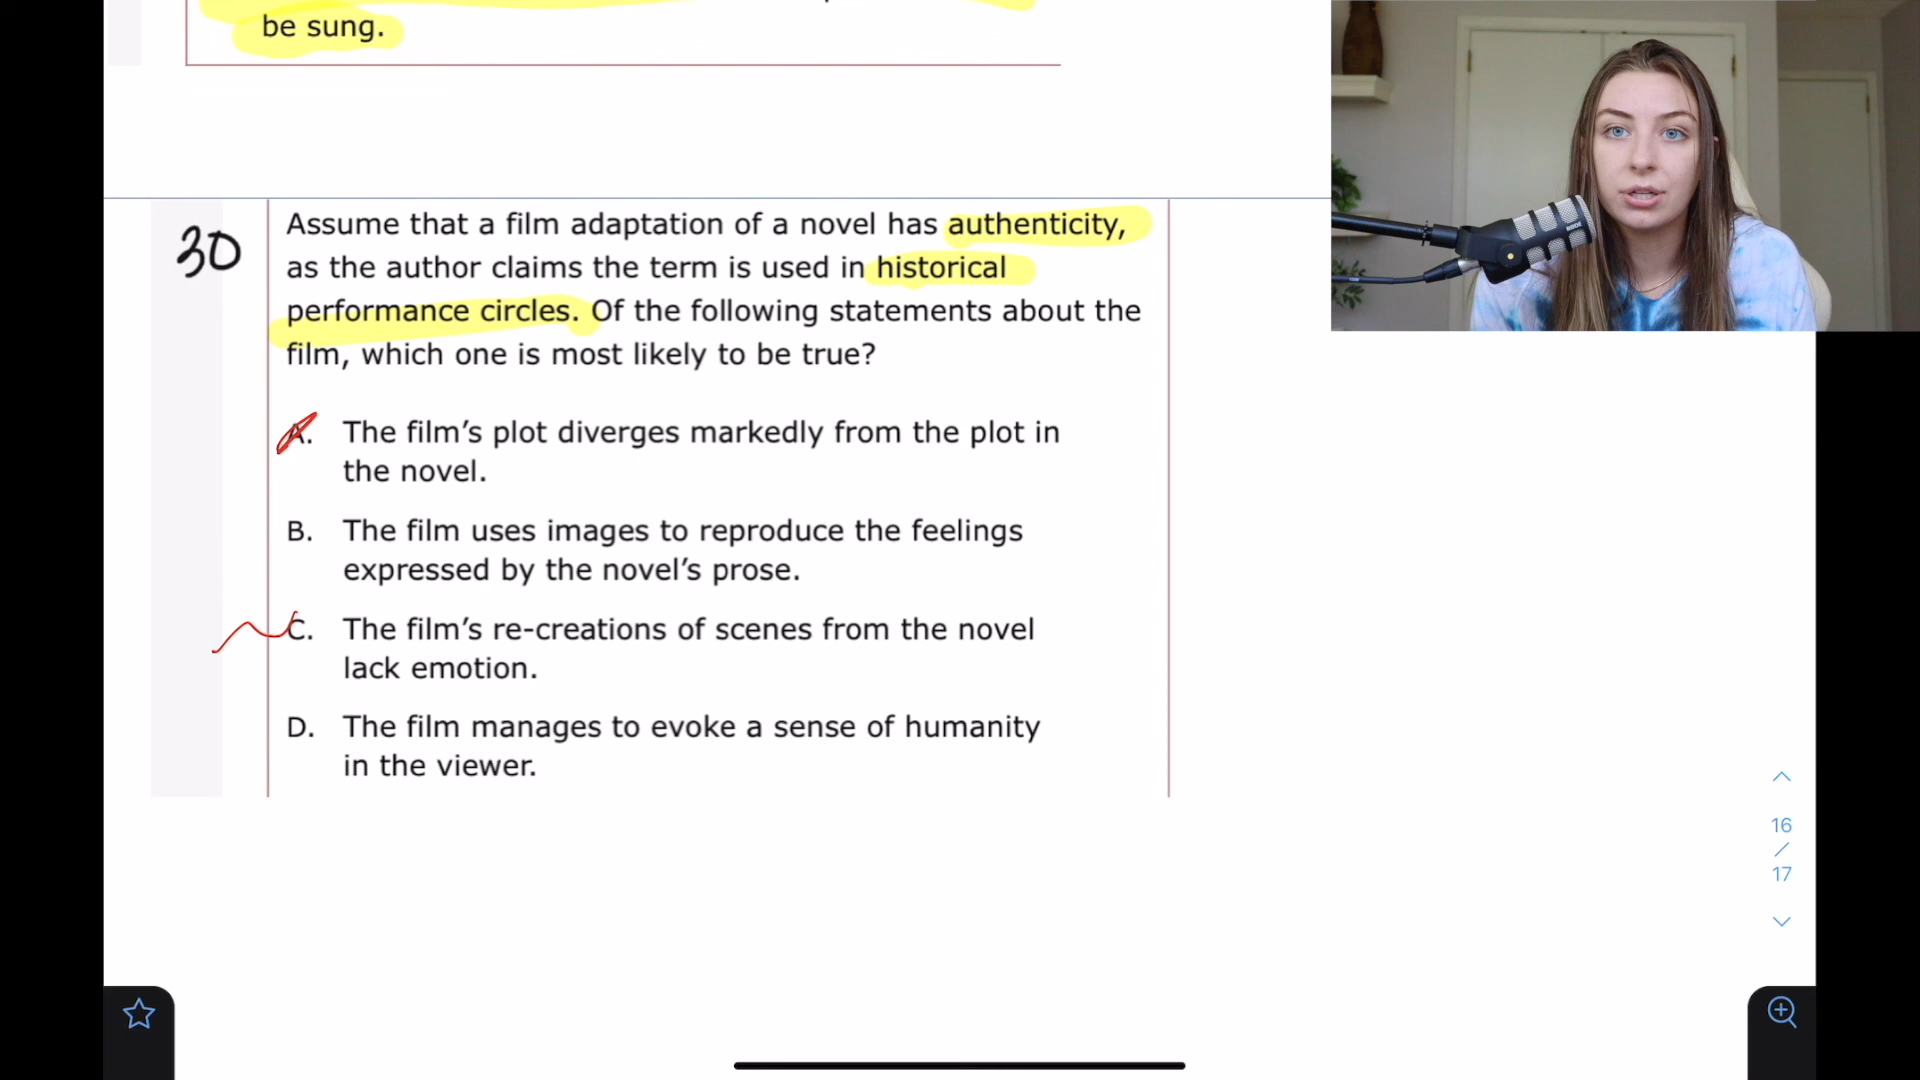 be sung.
30
Assume that a film adaptation of a novel has authenticity,
as the author claims the term is used in historical
performance circles. Of the following statements about the
film, which one is most likely to be true?
A. The film’s plot diverges markedly from the plot in
the novel.
B. The film uses images to reproduce the feelings
expressed by the novel’s prose.
C. The film’s re-creations of scenes from the novel
lack emotion.
D. The film manages to evoke a sense of humanity
in the viewer.
16
/
17
RØDE